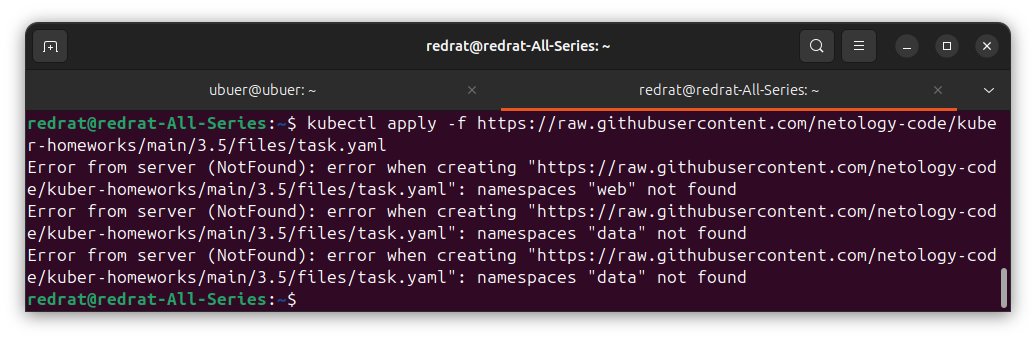 redrat@redrat-All-Series: ~
ubuer@ubuer: ~
redrat@redrat-All-Series: ~
redrat@redrat-All-Series:~$ kubectl apply -f https://raw.githubusercontent.com/netology-code/kube
r-homeworks/main/3.5/files/task.yaml
Error from server (NotFound): error when creating "https://raw.githubusercontent.com/netology-cod
e/kuber-homeworks/main/3.5/files/task.yaml": namespaces "web" not found
Error from server (NotFound): error when creating "https://raw.githubusercontent.com/netology-cod
e/kuber-homeworks/main/3.5/files/task.yaml": namespaces "data" not found
Error from server (NotFound): error when creating "https://raw.githubusercontent.com/netology-cod
e/kuber-homeworks/main/3.5/files/task.yaml": namespaces "data" not found
redrat@redrat-All-Series:~$